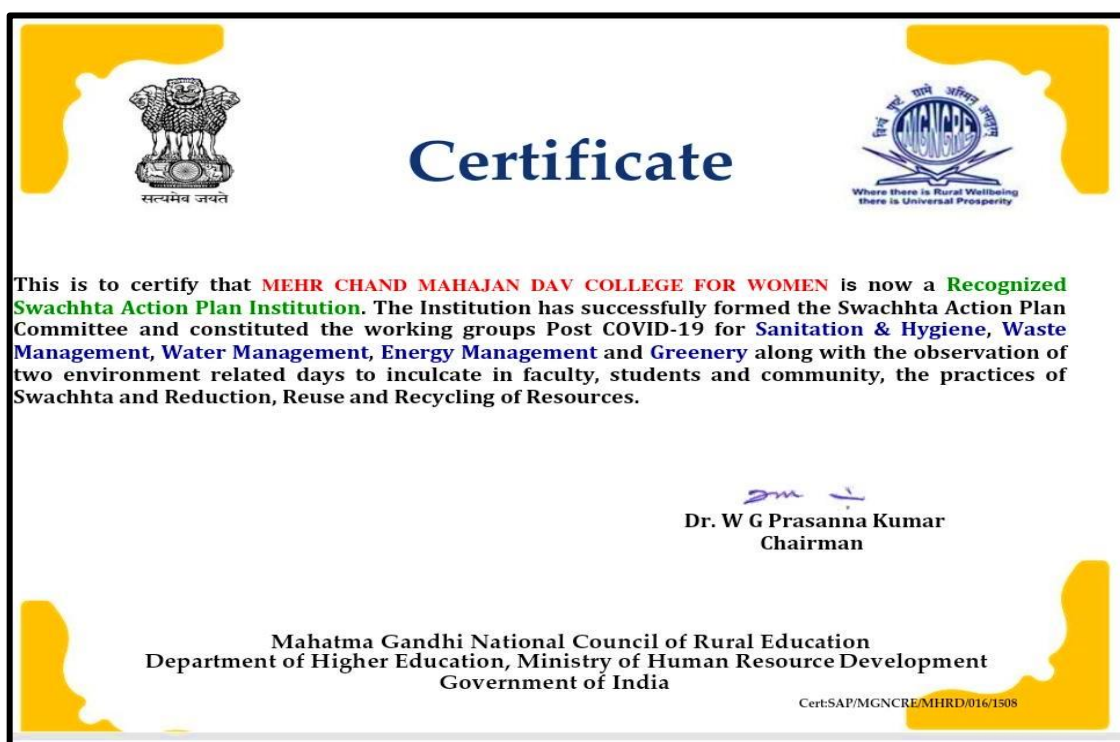 सत्यमेव जयते
Certificate
विश्वं पुष्टं ग्रामे अस्मिन् अनातुरम्
MGNCRE
Where there is Rural Wellbeing
there is Universal Prosperity
This is to certify that MEHR CHAND MAHAJAN DAV COLLEGE FOR WOMEN is now a Recognized
Swachhta Action Plan Institution. The Institution has successfully formed the Swachhta Action Plan
Committee and constituted the working groups Post COVID-19 for Sanitation & Hygiene, Waste
Management, Water Management, Energy Management and Greenery along with the observation of
two environment related days to inculcate in faculty, students and community, the practices of
Swachhta and Reduction, Reuse and Recycling of Resources.
Dr. W G Prasanna Kumar
Chairman
Mahatma Gandhi National Council of Rural Education
Department of Higher Education, Ministry of Human Resource Development
Government of India
Cert:SAP/MGNCRE/MHRD/016/1508